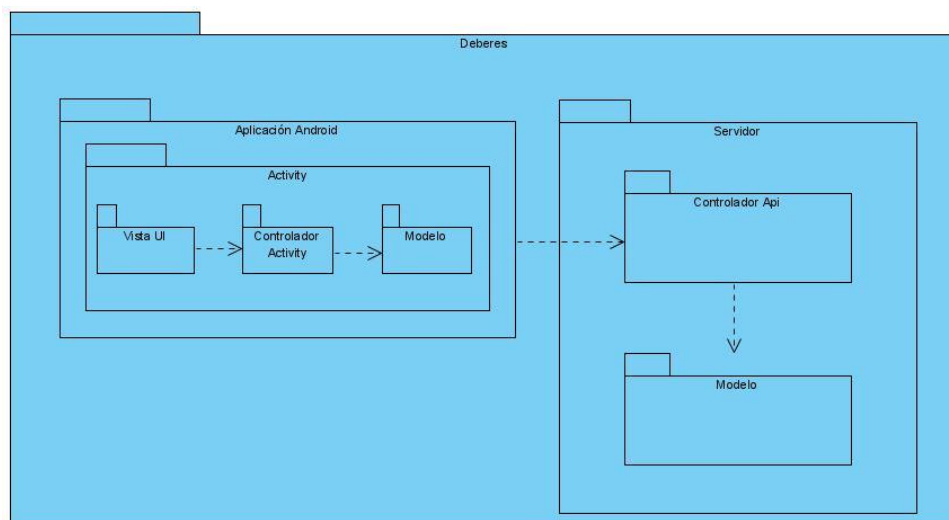 Deberes
Aplicación Android
Activity
Vista UI
Controlador
Activity
Modelo
Servidor
Controlador Api
Modelo